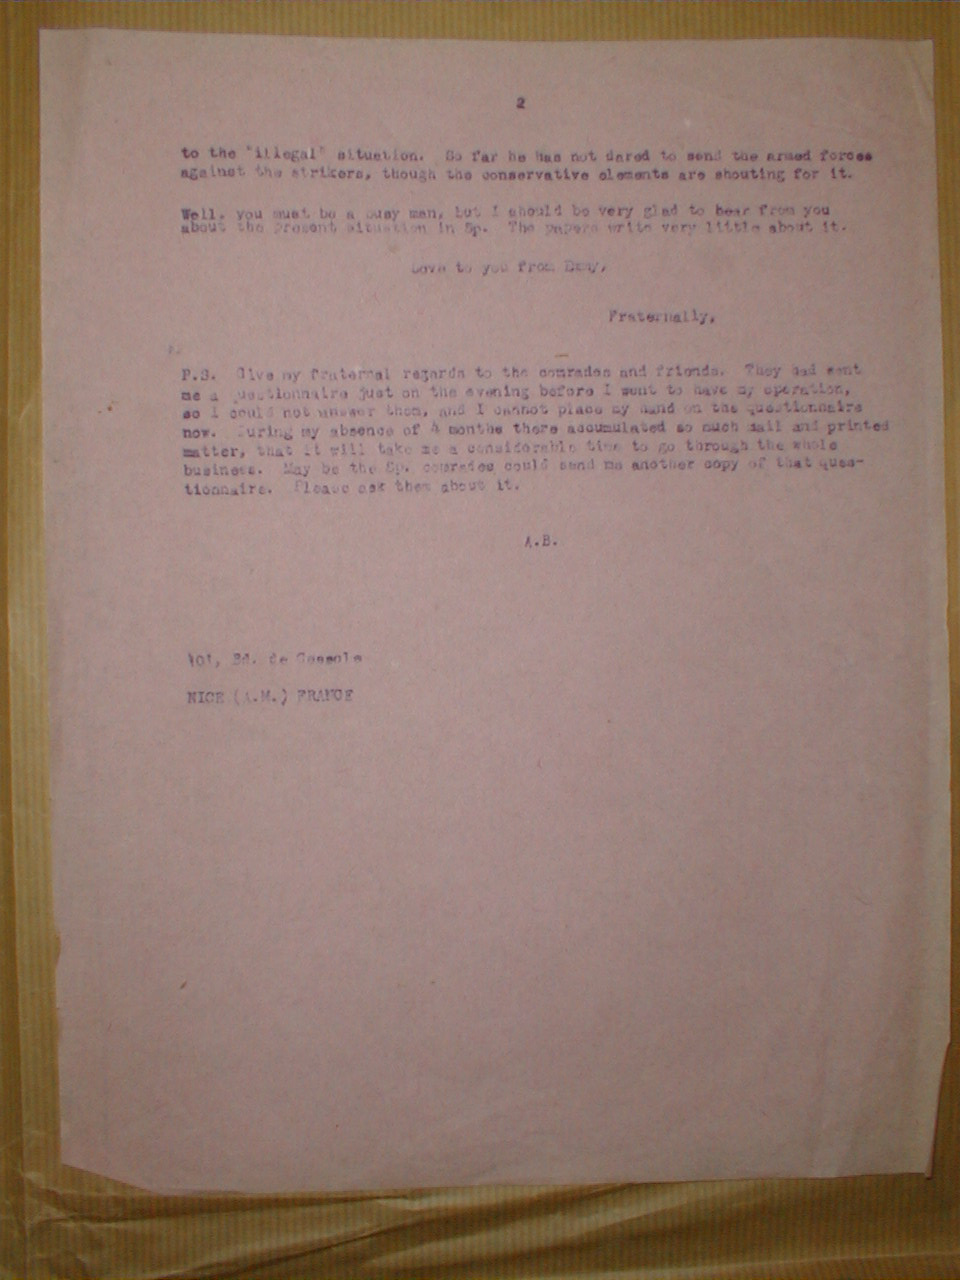 2
to the "illegal" situation. So far he has not dared to send the armed forces
against the strikers, though the conservative elements are shouting for it.
Well, you must be a busy man, but I should be very glad to hear from you
about the present situation in Sp. The papers write very little about it.
Love to you from Emmy,
Fraternally,
P.S. Give my fraternal regards to the comrades and friends. They had sent
me a questionnaire just on the evening before I went to have my operation,
so I could not answer them, and I cannot place my hand on the questionnaire
now. During my absence of 4 months there accumulated so much mail and printed
matter, that it will take me a considerable time to go through the whole
business. May be the Sp. comrades could send me another copy of that ques-
tionnaire. Please ask them about it.
A.B.
101, Bd. de Cessole
NICE (A.M.) FRANCE